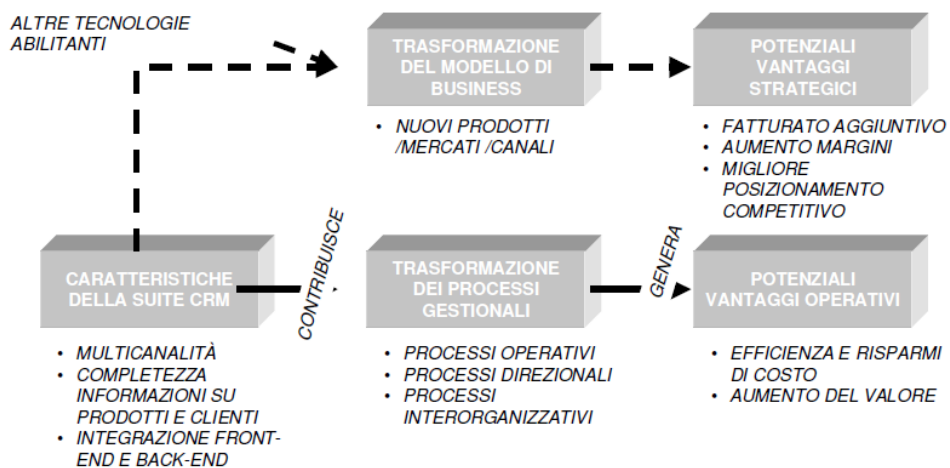 ALTRE TECNOLOGIE
ABILITANTI
TRASFORMAZIONE
DEL MODELLO DI
BUSINESS
• NUOVI PRODOTTI
/MERCATI /CANALI
POTENZIALI
VANTAGGI
STRATEGICI
• FATTURATO AGGIUNTIVO
• AUMENTO MARGINI
• MIGLIORE
POSIZIONAMENTO
COMPETITIVO
CARATTERISTICHE
DELLA SUITE CRM
• MULTICANALITÀ
• COMPLETEZZA
INFORMAZIONI SU
PRODOTTI E CLIENTI
• INTEGRAZIONE FRONT-
END E BACK-END
CONTRIBUISCE
TRASFORMAZIONE
DEI PROCESSI
GESTIONALI
• PROCESSI OPERATIVI
• PROCESSI DIREZIONALI
• PROCESSI
INTERORGANIZZATIVI
GENERA
POTENZIALI
VANTAGGI OPERATIVI
• EFFICIENZA E RISPARMI
DI COSTO
• AUMENTO DEL VALORE